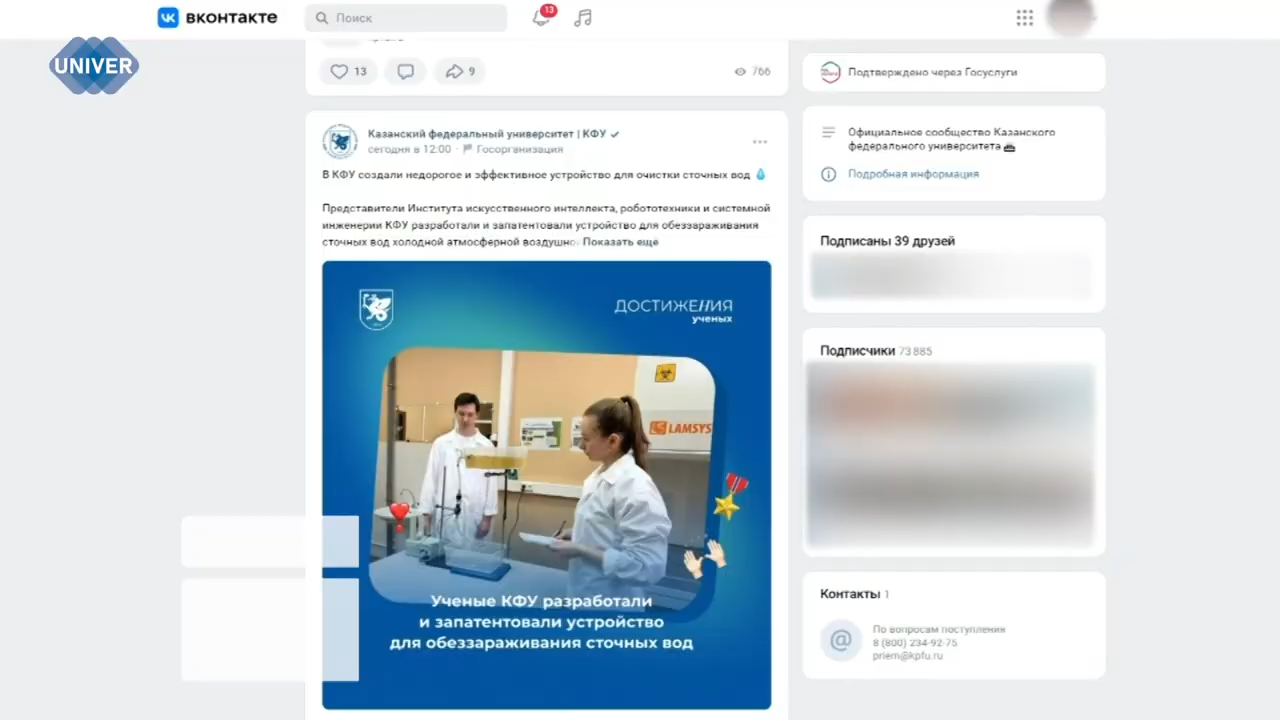 вконтакте
Поиск
13
UNIVER
13
9
766
Казанский федеральный университет | КФУ
сегодня в 12:00 · Госорганизация
В КФУ создали недорогое и эффективное устройство для очистки сточных вод
Представители Института искусственного интеллекта, робототехники и системной
инженерии КФУ разработали и запатентовали устройство для обеззараживания
сточных вод холодной атмосферной воздушно Показать ещё
ДОСТИЖЕНИЯ
ученых
LAMSYS
Ученые КФУ разработали
и запатентовали устройство
для обеззараживания сточных вод
Подтверждено через Госуслуги
Официальное сообщество Казанского
федерального университета
Подробная информация
Подписаны 39 друзей
Подписчики 73 885
Контакты 1
По вопросам поступления
8 (800) 234-92-75
priem@kpfu.ru